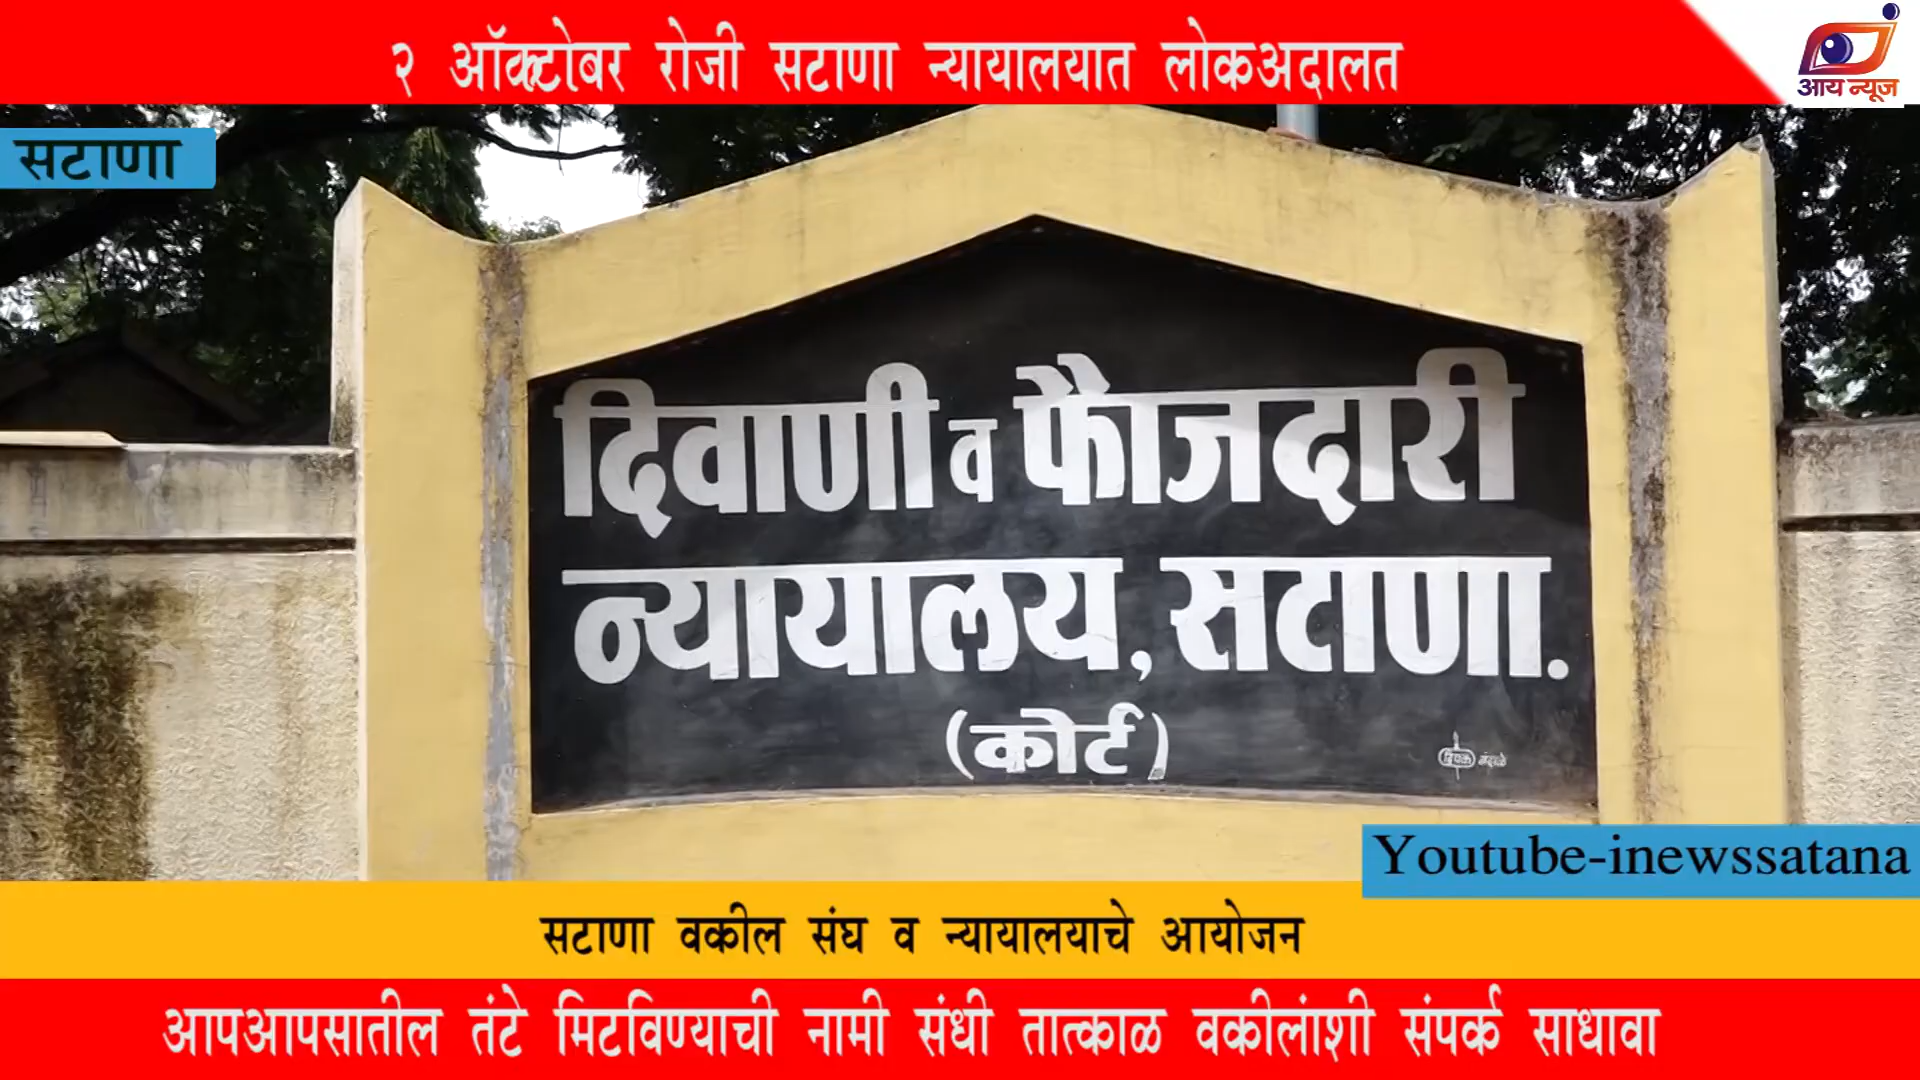 २ ऑक्टोबर रोजी सटाणा न्यायालयात लोकअदालत
आय न्यूज
सटाणा
दिवाणी व फौजदारी
न्यायालय, सटाणा.
(कोर्ट)
दिपक
Youtube-inewssatana
सटाणा वकील संघ व न्यायालयाचे आयोजन
आपआपसातील तंटे मिटविण्याची नामी संधी तात्काळ वकीलांशी संपर्क साधावा